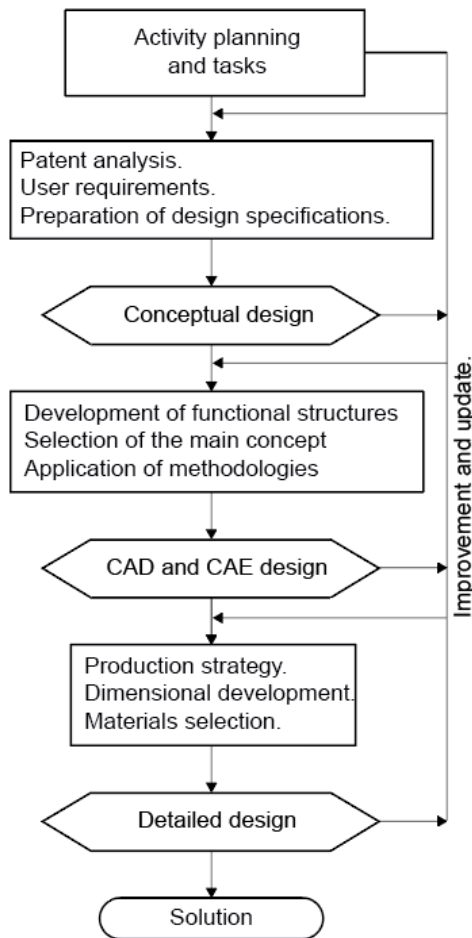 Activity planning
and tasks
Patent analysis.
User requirements.
Preparation of design specifications.
Conceptual design
Development of functional structures
Selection of the main concept
Application of methodologies
CAD and CAE design
Production strategy.
Dimensional development.
Materials selection.
Detailed design
Solution
Improvement and update.